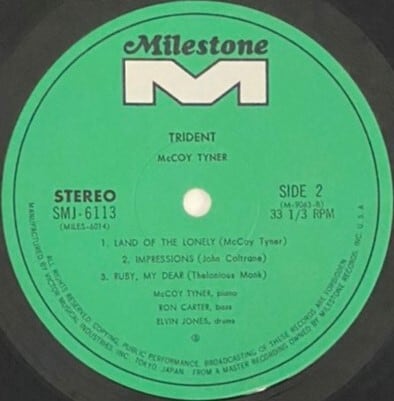 Milestone
M
TRIDENT
McCOY TYNER
STEREO
SMJ-6113
(MILES-6014)
SIDE 2
(M-9063-B)
33 1/3 RPM
1. LAND OF THE LONELY (McCoy Tyner)
2. IMPRESSIONS (John Coltrane)
3. RUBY, MY DEAR (Thelonious Monk)
McCOY TYNER, piano
RON CARTER, bass
ELVIN JONES, drums
MANUFACTURED BY VICTOR MUSICAL INDUSTRIES, INC. TOKYO, JAPAN · FROM A MASTER RECORDING OWNED BY MILESTONE RECORDS INC. U.S.A.
ALL RIGHTS RESERVED. COPYING, PUBLIC PERFORMANCE, BROADCASTING OF THESE RECORDS ARE FORBIDDEN